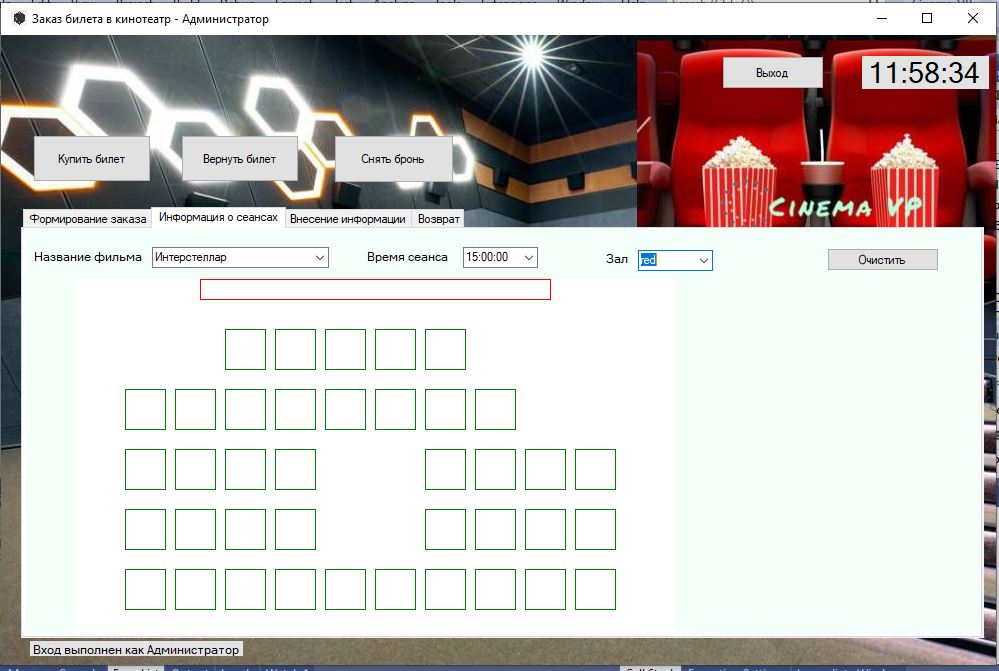 Заказ билета в кинотеатр - Администратор
Выход
11:58:34
Купить билет
Вернуть билет
Снять бронь
CINEMA VP
Формирование заказа
Информация о сеансах
Внесение информации
Возврат
Название фильма
Интерстеллар
Время сеанса
15:00:00
Зал
red
Очистить
Вход выполнен как Администратор